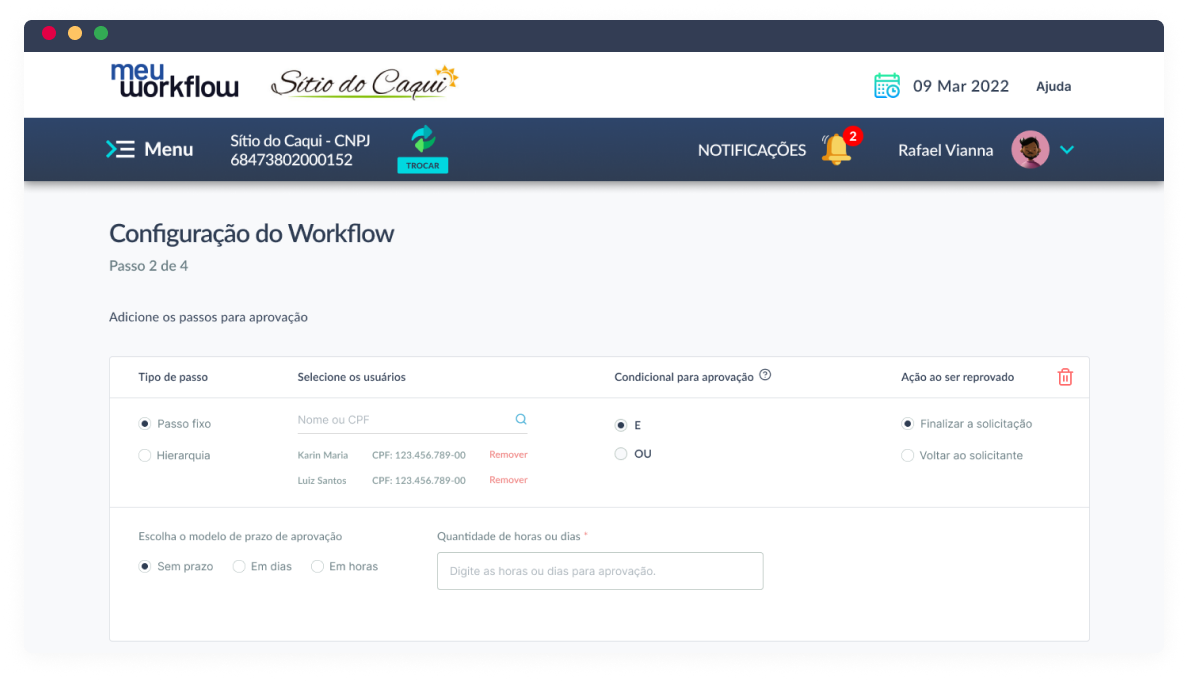 meu
workflow
Sítio do Caqui
09 Mar 2022
Ajuda
Menu
Sítio do Caqui - CNPJ
68473802000152
TROCAR
NOTIFICAÇÕES
2
Rafael Vianna
Configuração do Workflow
Passo 2 de 4
Adicione os passos para aprovação
Tipo de passo
Selecione os usuários
Condicional para aprovação ?
Ação ao ser reprovado
Passo fixo
Nome ou CPF
E
Finalizar a solicitação
Hierarquia
Karin Maria CPF: 123.456.789-00 Remover
OU
Voltar ao solicitante
Luiz Santos CPF: 123.456.789-00 Remover
Escolha o modelo de prazo de aprovação
Quantidade de horas ou dias *
Sem prazo Em dias Em horas
Digite as horas ou dias para aprovação.